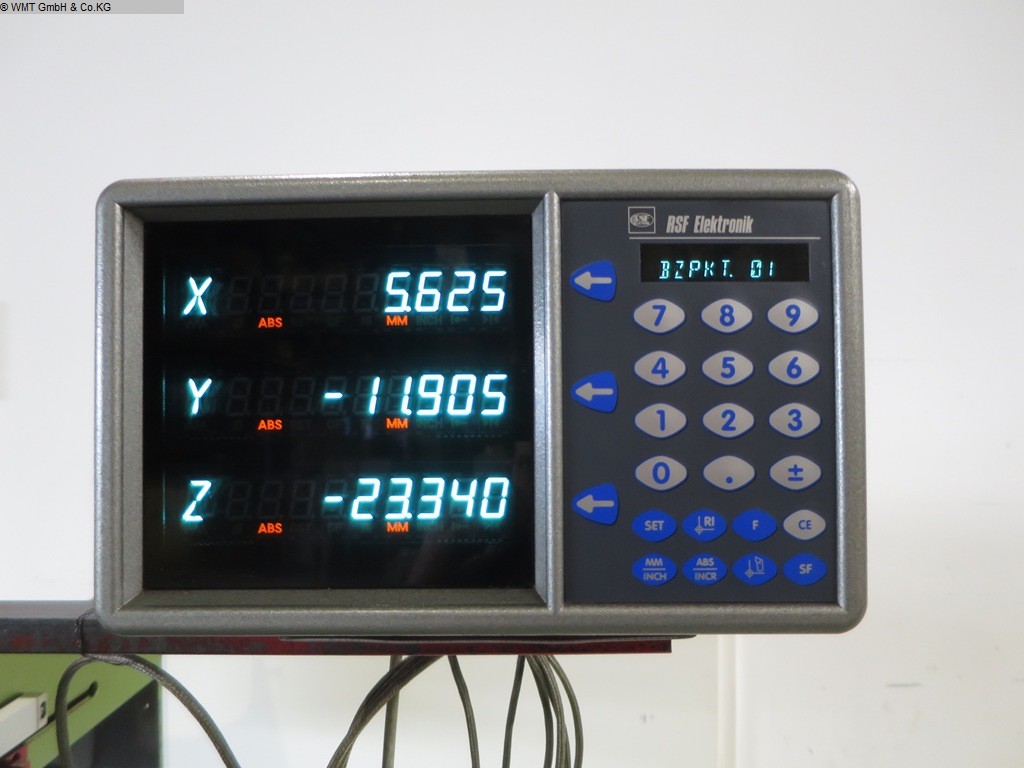 © WMT GmbH & Co.KG
RSF Elektronik
BZPKT. 01
X 5.625
ABS MM
Y -11.905
ABS MM
Z -23.340
ABS MM
7 8 9
4 5 6
1 2 3
0 . ±
SET RI F CE
MM INCH ABS INCR SF